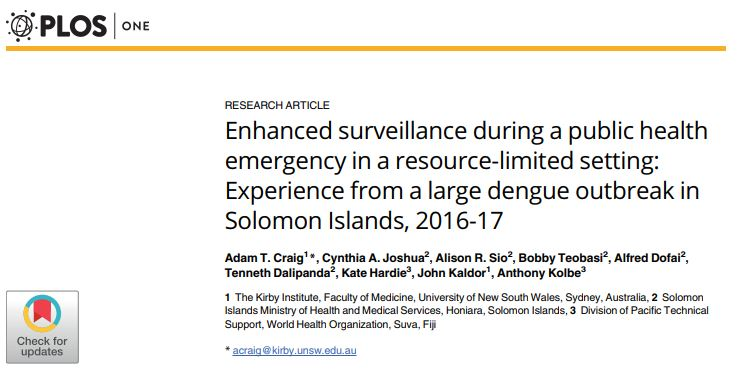 PLOS ONE
RESEARCH ARTICLE
Enhanced surveillance during a public health
emergency in a resource-limited setting:
Experience from a large dengue outbreak in
Solomon Islands, 2016-17
Adam T. Craig1*, Cynthia A. Joshua2, Alison R. Sio2, Bobby Teobasi2, Alfred Dofai2,
Tenneth Dalipanda2, Kate Hardie3, John Kaldor1, Anthony Kolbe3
1 The Kirby Institute, Faculty of Medicine, University of New South Wales, Sydney, Australia, 2 Solomon
Islands Ministry of Health and Medical Services, Honiara, Solomon Islands, 3 Division of Pacific Technical
Support, World Health Organization, Suva, Fiji
* acraig@kirby.unsw.edu.au
Check for
updates